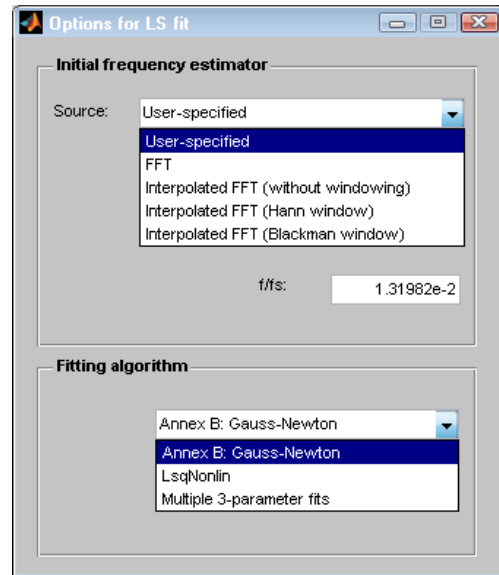 Options for LS fit
Initial frequency estimator
Source: User-specified
User-specified
FFT
Interpolated FFT (without windowing)
Interpolated FFT (Hann window)
Interpolated FFT (Blackman window)
f/fs: 1.31982e-2
Fitting algorithm
Annex B: Gauss-Newton
Annex B: Gauss-Newton
LsqNonlin
Multiple 3-parameter fits